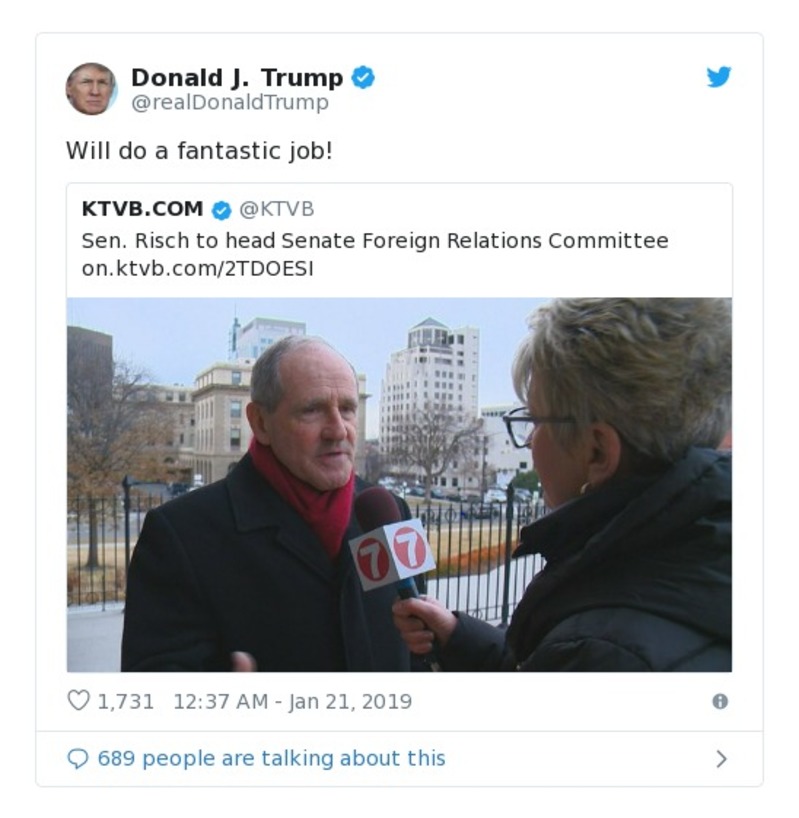 Donald J. Trump
@realDonaldTrump
Will do a fantastic job!
KTVB.COM @KTVB
Sen. Risch to head Senate Foreign Relations Committee
on.ktvb.com/2TDOESI
7 7
1,731 12:37 AM - Jan 21, 2019
689 people are talking about this